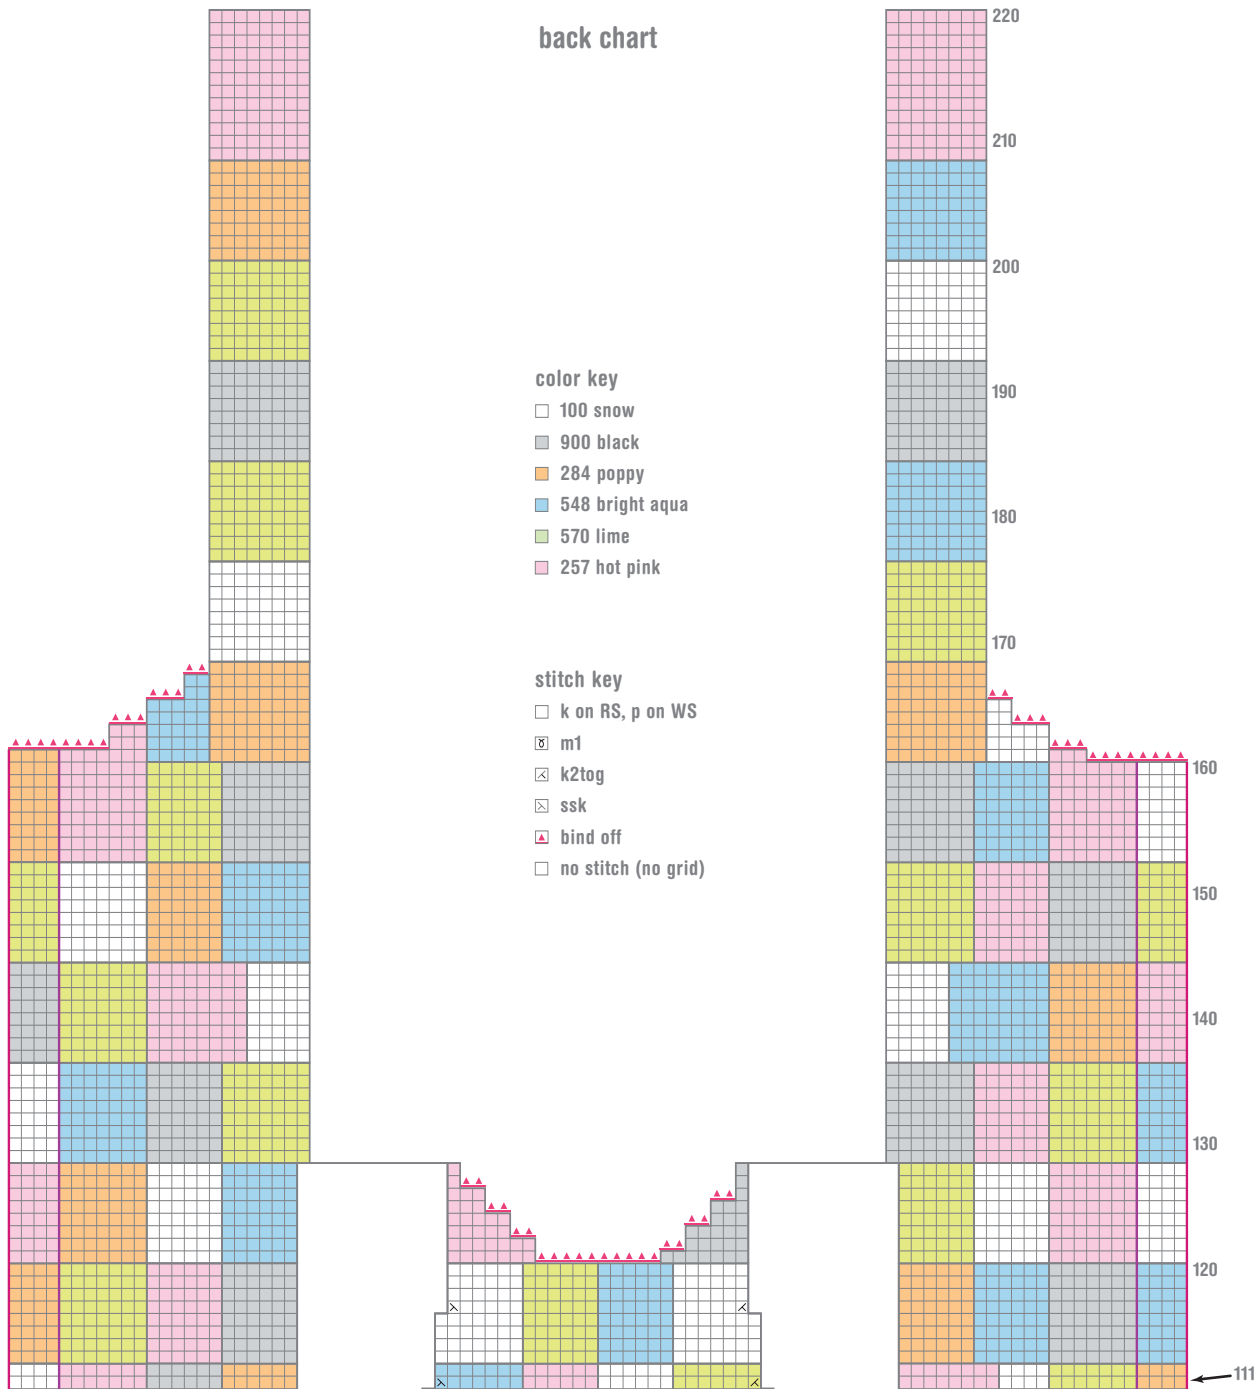 back chart
220
210
200
190
180
170
160
150
140
130
120
111
color key
100 snow
900 black
284 poppy
548 bright aqua
570 lime
257 hot pink
stitch key
k on RS, p on WS
m1
k2tog
ssk
bind off
no stitch (no grid)